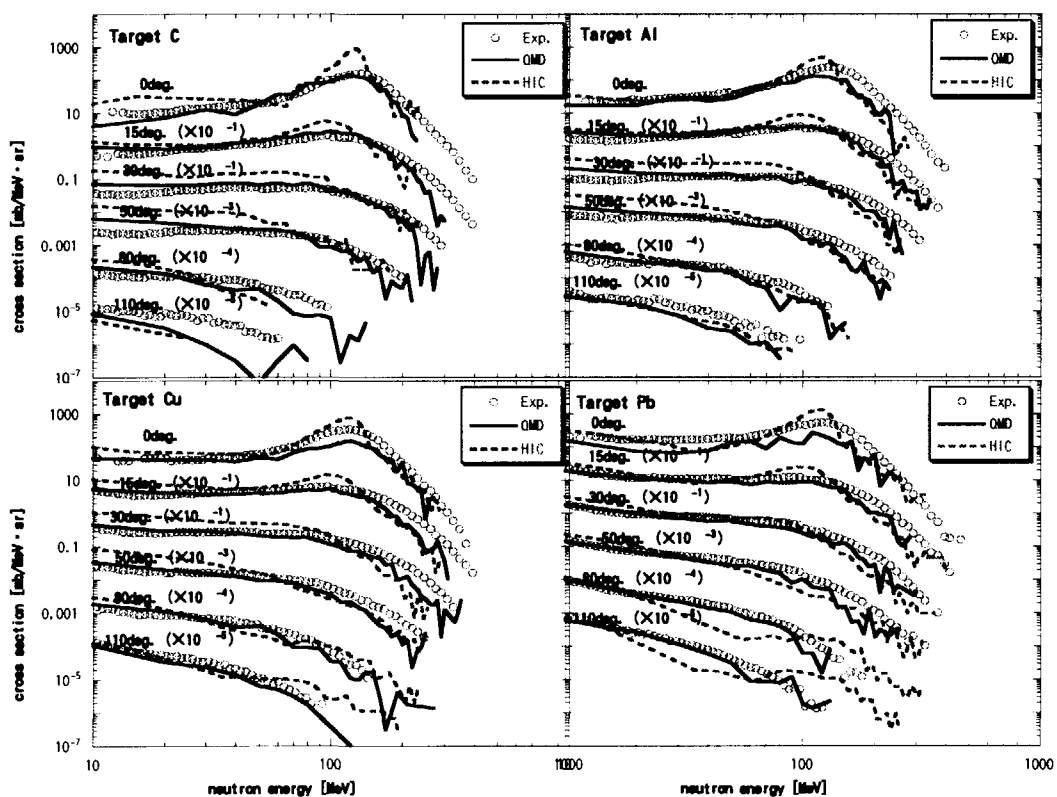 Target C
Exp.
QMD
HIC
0deg.
15deg. (×10 -1)
30deg. (×10 -1)
50deg. (×10 -2)
80deg. (×10 -4)
110deg. (×10
1000
10
0.1
0.001
10-5
10-7
cross section [mb/MeV・sr]
Target Al
Exp.
QMD
HIC
0deg.
15deg. (×10 -1)
30deg. (×10 -1)
50deg. (×10 -3)
80deg. (×10 -4)
110deg. (×10
Target Cu
Exp.
QMD
HIC
0deg.
15deg. (×10 -1)
30deg. (×10 -1)
50deg. (×10 -3)
80deg. (×10 -4)
110deg. (×10
1000
10
0.1
0.001
10-5
10-7
cross section [mb/MeV・sr]
10
100
neutron energy [MeV]
Target Pb
Exp.
QMD
HIC
0deg.
15deg. (×10 -1)
30deg. (×10 -1)
50deg. (×10 -3)
80deg. (×10 -4)
110deg. (×10
100
1000
neutron energy [MeV]